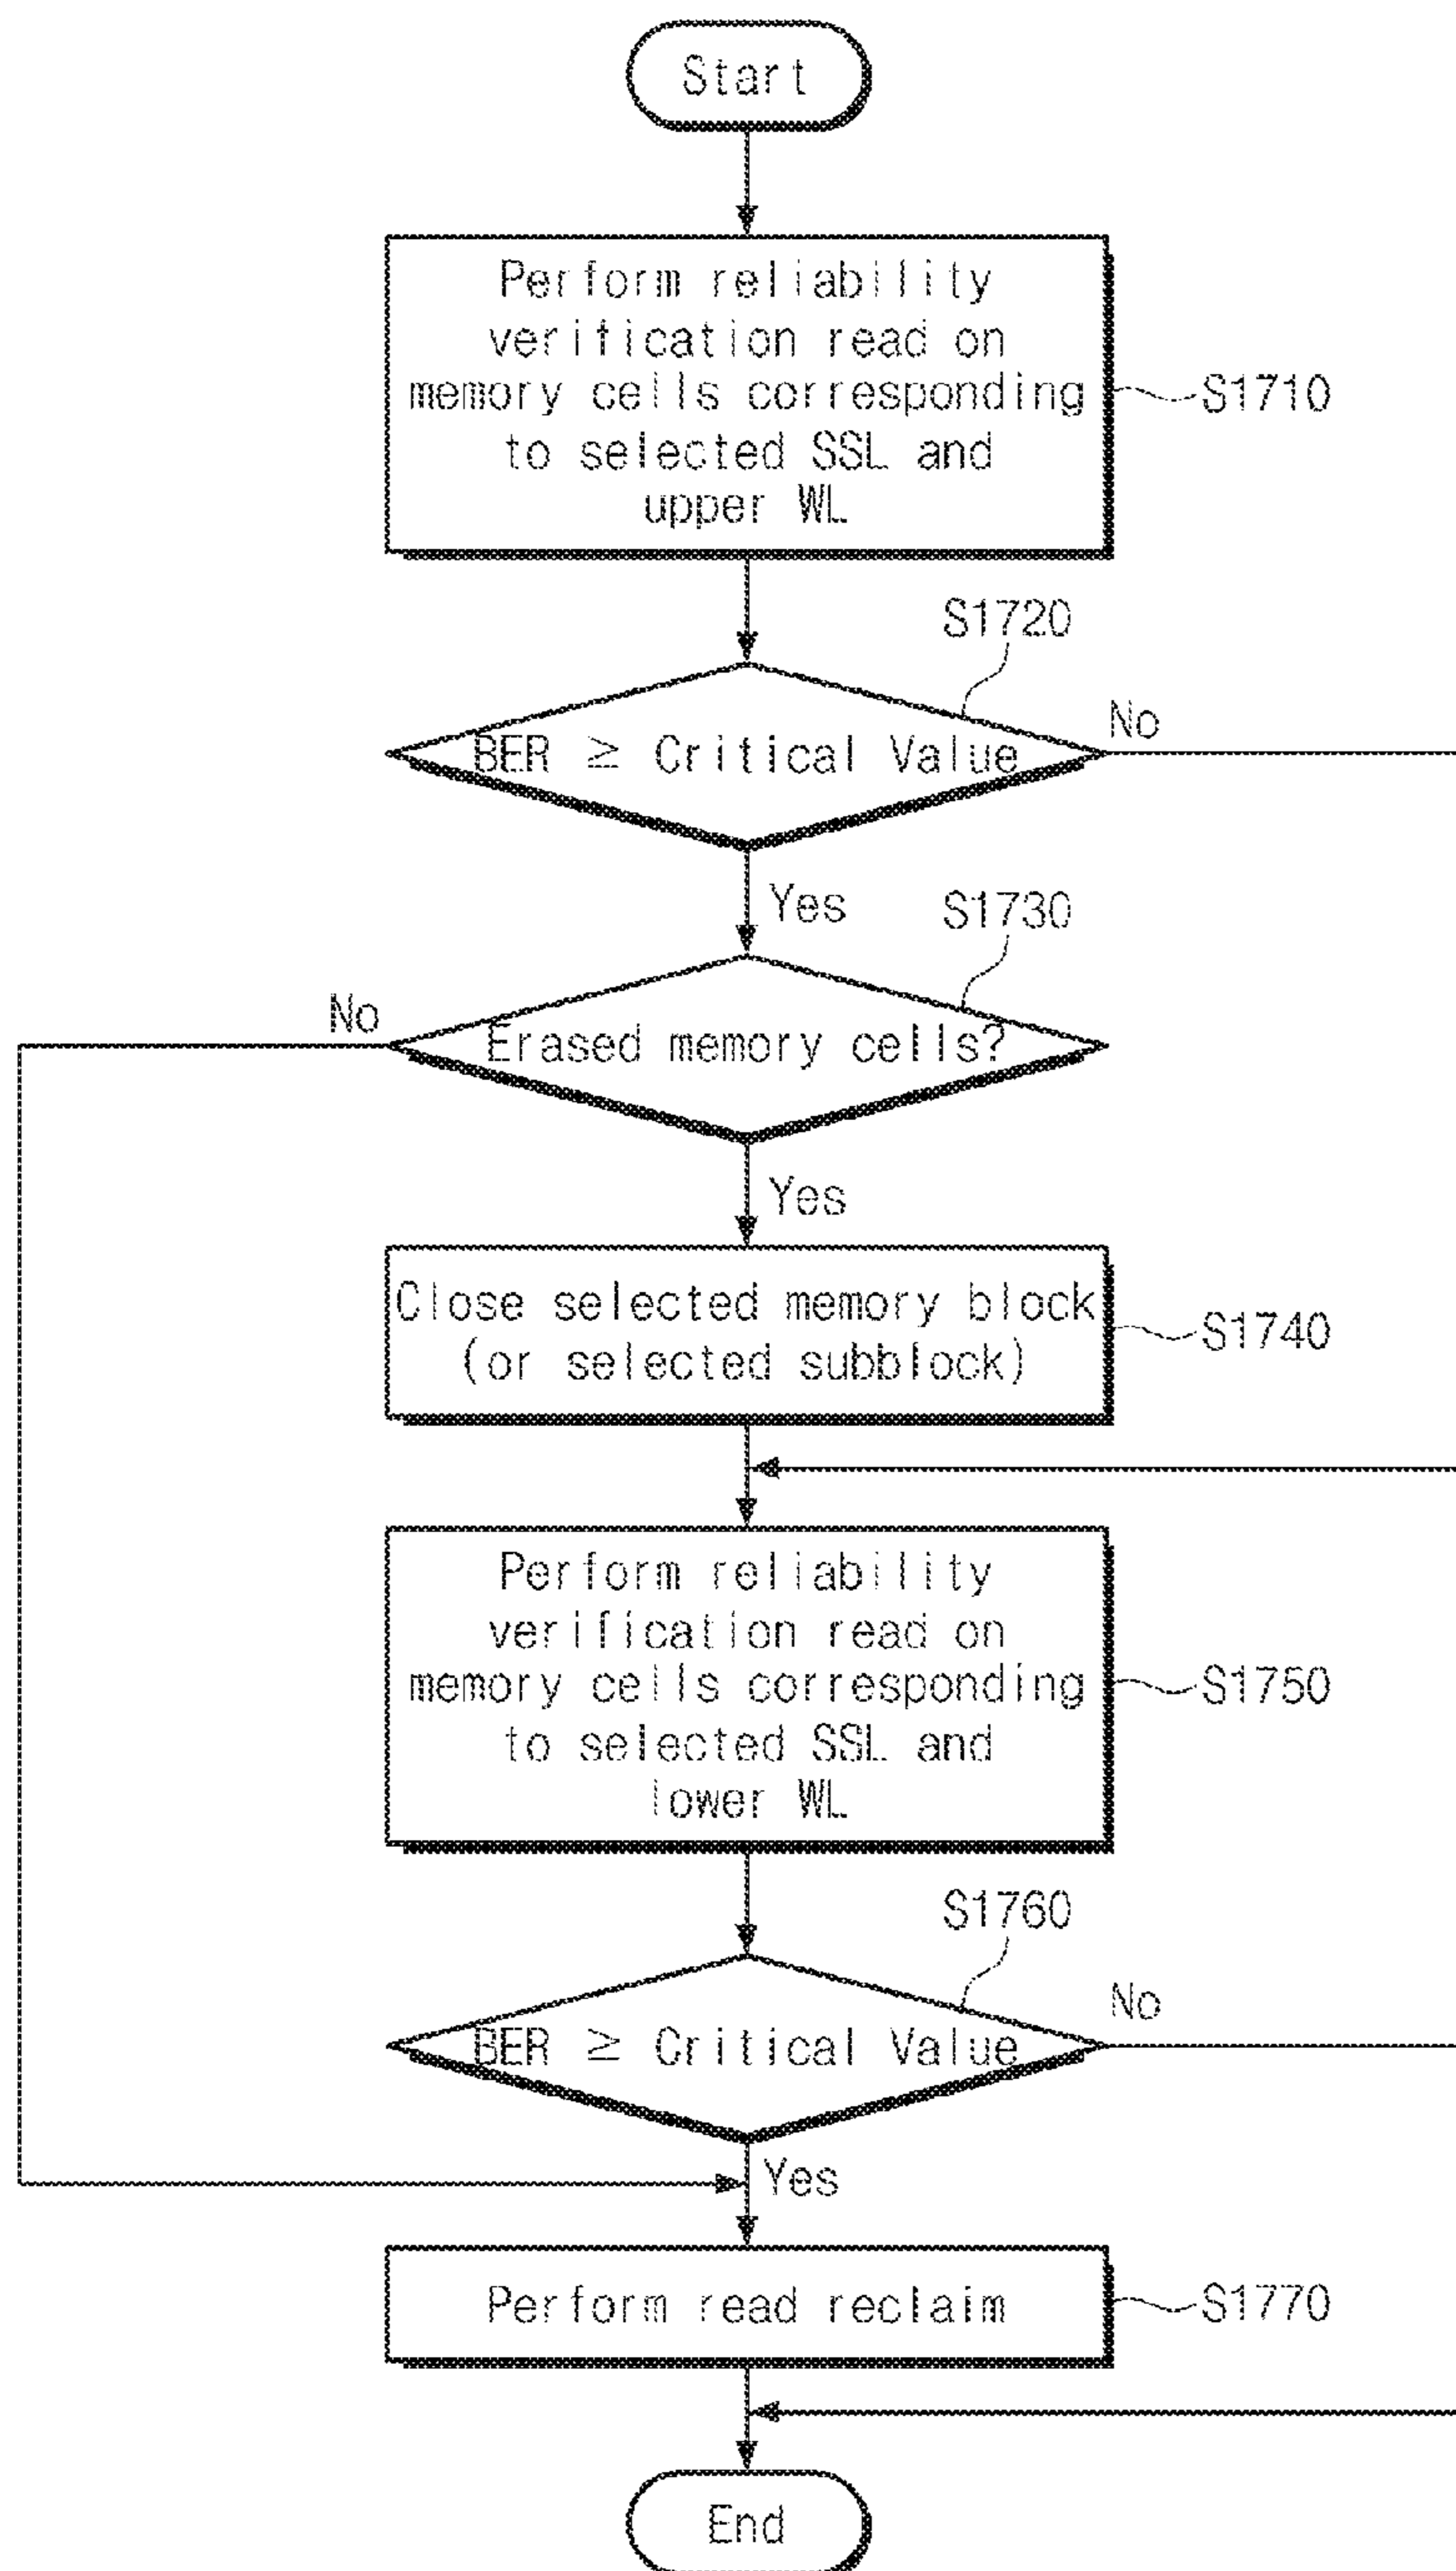 Start
Perform reliability
verification read on
memory cells corresponding
to selected SSL and
upper WL
S1710
S1720
BER ≥ Critical Value
No
Yes
S1730
No
Erased memory cells?
Yes
Close selected memory block
(or selected subblock)
S1740
Perform reliability
verification read on
memory cells corresponding
to selected SSL and
lower WL
S1750
S1760
BER ≥ Critical Value
No
Yes
Perform read reclaim
S1770
End